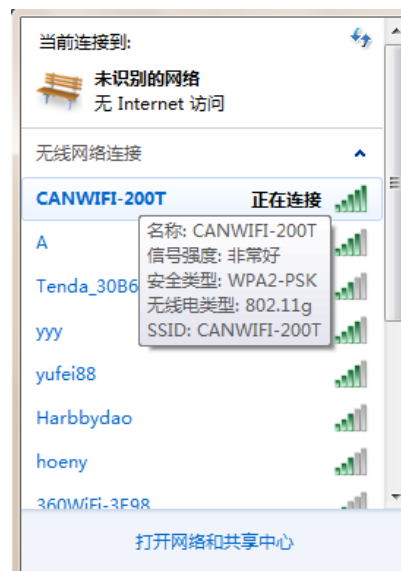 当前连接到:
未识别的网络
无 Internet 访问
无线网络连接
CANWIFI-200T 正在连接
名称: CANWIFI-200T
信号强度: 非常好
安全类型: WPA2-PSK
无线电类型: 802.11g
SSID: CANWIFI-200T
A
Tenda_30B6
yyy
yufei88
Harbbydao
hoeny
360WiFi-3F98
打开网络和共享中心